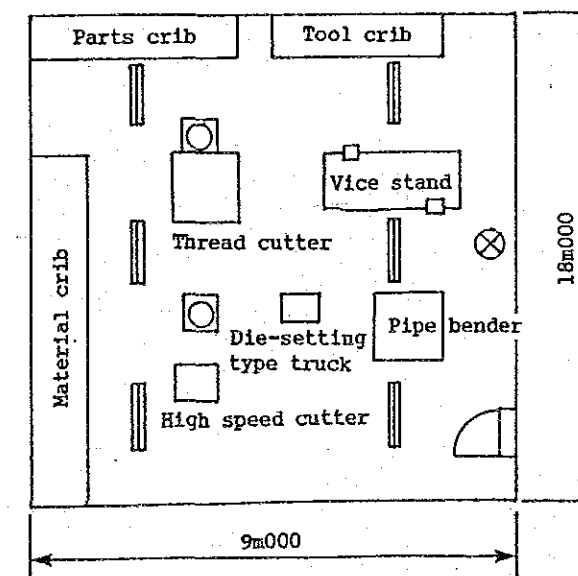 Parts crib
Tool crib
Vice stand
Thread cutter
Material crib
18m000
Die-setting
type truck
Pipe bender
High speed cutter
9m000